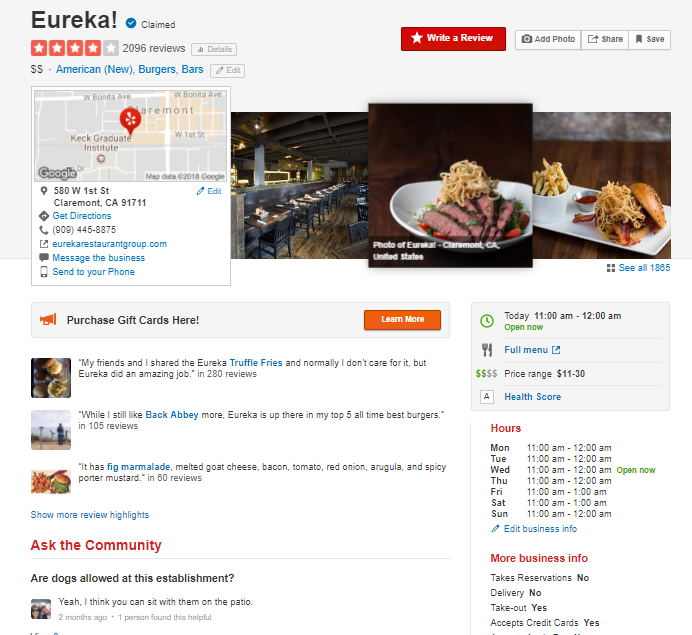 Eureka! Claimed
2096 reviews Details
$$ · American (New), Burgers, Bars Edit
Write a Review
Add Photo Share Save
W Bonita Ave W Bonita Ave
Claremont
W 1st St
Keck Graduate
Institute
Google Map data ©2018 Google
580 W 1st St Edit
Claremont, CA 91711
Get Directions
(909) 445-8875
eurekarestaurantgroup.com
Message the business
Send to your Phone
Photo of Eureka! - Claremont, CA,
United States
See all 1865
Purchase Gift Cards Here! Learn More
"My friends and I shared the Eureka Truffle Fries and normally I don't care for it, but
Eureka did an amazing job." in 280 reviews
"While I still like Back Abbey more, Eureka is up there in my top 5 all time best burgers."
in 105 reviews
"It has fig marmalade, melted goat cheese, bacon, tomato, red onion, arugula, and spicy
porter mustard." in 60 reviews
Show more review highlights
Ask the Community
Are dogs allowed at this establishment?
Yeah, I think you can sit with them on the patio.
2 months ago • 1 person found this helpful
Today 11:00 am - 12:00 am
Open now
Full menu
$$$$ Price range $11-30
A Health Score
Hours
Mon 11:00 am - 12:00 am
Tue 11:00 am - 12:00 am
Wed 11:00 am - 12:00 am Open now
Thu 11:00 am - 12:00 am
Fri 11:00 am - 1:00 am
Sat 11:00 am - 1:00 am
Sun 11:00 am - 12:00 am
Edit business info
More business info
Takes Reservations No
Delivery No
Take-out Yes
Accepts Credit Cards Yes